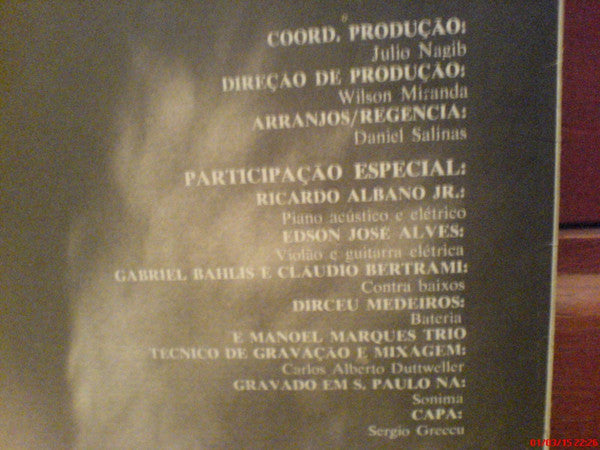 COORD. PRODUÇÃO:
Julio Nagib
DIREÇÃO DE PRODUÇÃO:
Wilson Miranda
ARRANJOS/REGENCIA:
Daniel Salinas
PARTICIPAÇÃO ESPECIAL:
RICARDO ALBANO JR.:
Piano acústico e elétrico
EDSON JOSÉ ALVES:
Violão e guitarra elétrica
GABRIEL BAHLIS E CLÁUDIO BERTRAMI:
Contra baixos
DIRCEU MEDEIROS:
Bateria
E MANOEL MARQUES TRIO
TECNICO DE GRAVAÇÃO E MIXAGEM:
Carlos Alberto Duttweller
GRAVADO EM S. PAULO NA:
Sonima
CAPA:
Sergio Greccu
01/03/15 22:26